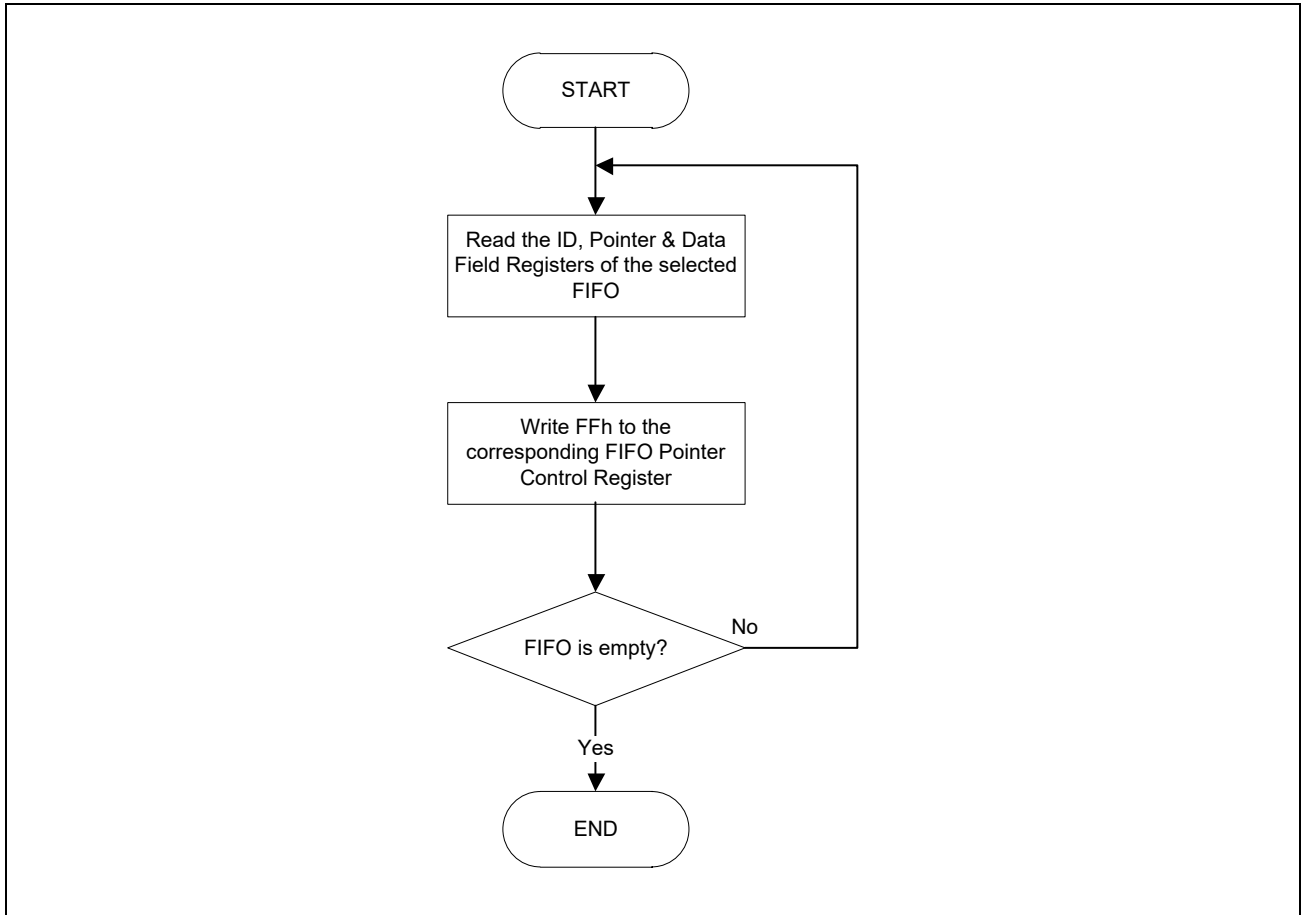 START
Read the ID, Pointer & Data
Field Registers of the selected
FIFO
Write FFh to the
corresponding FIFO Pointer
Control Register
FIFO is empty?
No
Yes
END